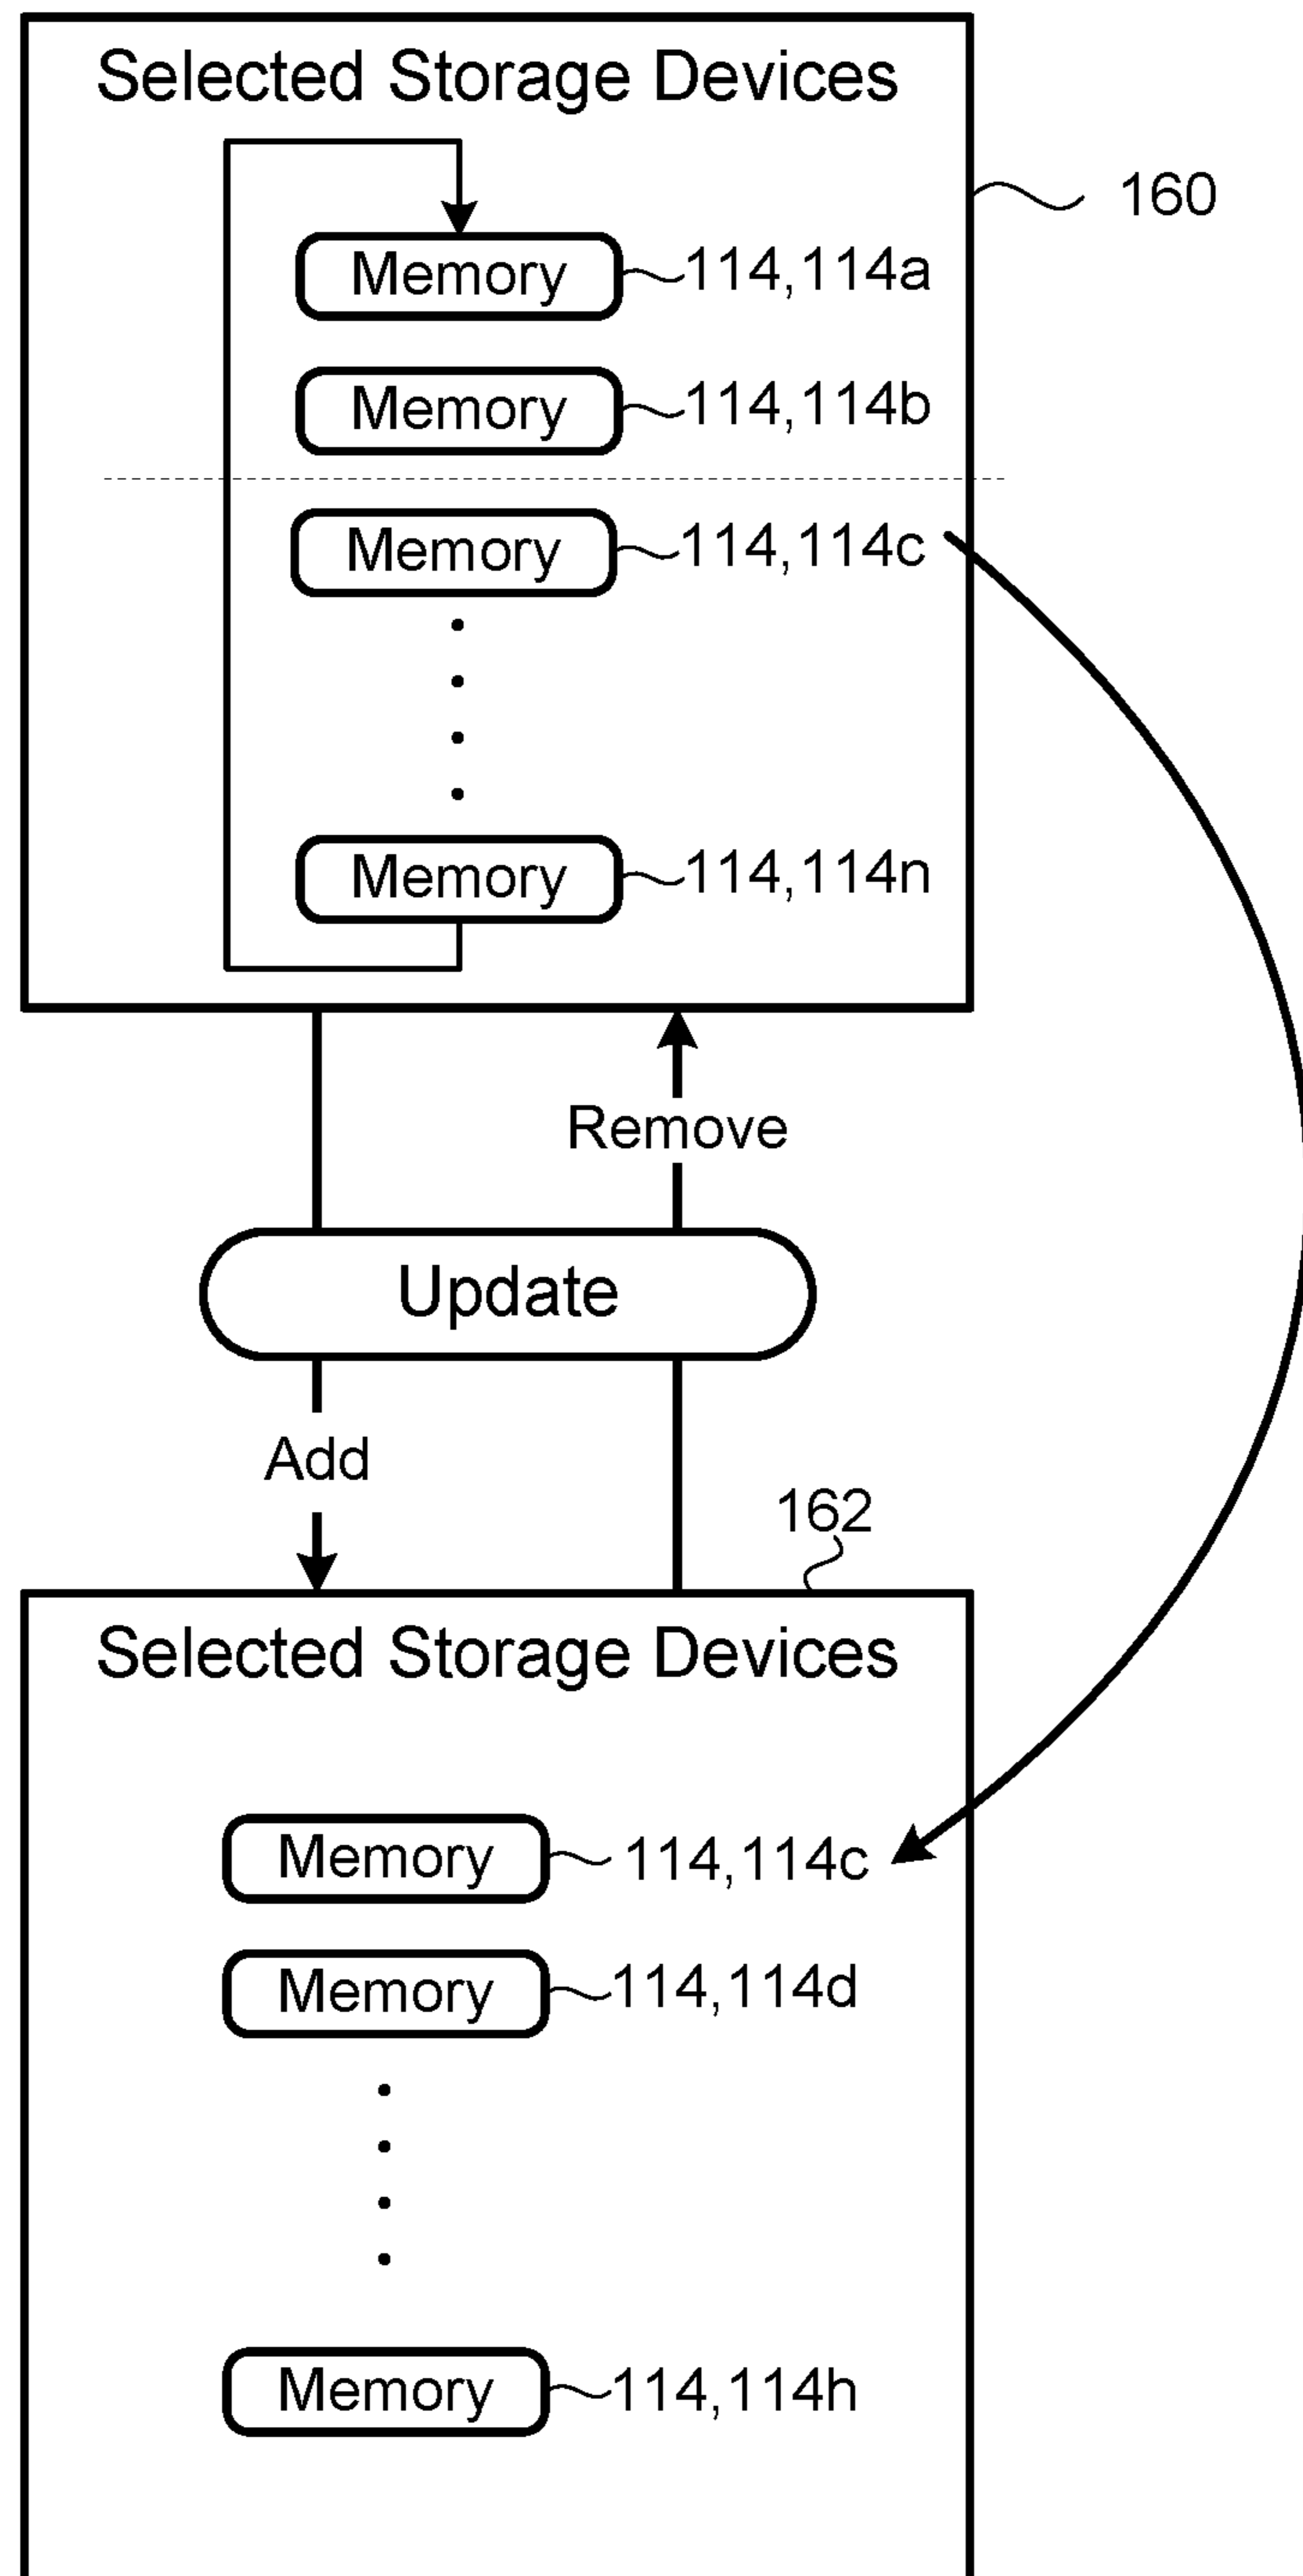 Selected Storage Devices
160
Memory 114,114a
Memory 114,114b
Memory 114,114c
Memory 114,114n
Remove
Update
Add
162
Selected Storage Devices
Memory 114,114c
Memory 114,114d
Memory 114,114h